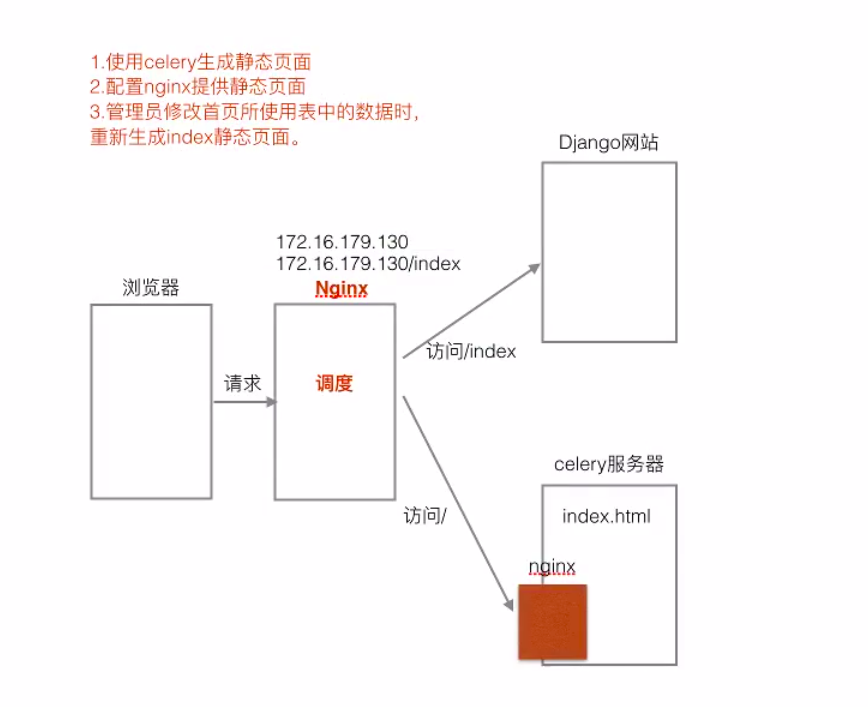 1.使用celery生成静态页面
2.配置nginx提供静态页面
3.管理员修改首页所使用表中的数据时，
重新生成index静态页面。
Django网站
172.16.179.130
172.16.179.130/index
浏览器
Nginx
访问/index
请求
调度
celery服务器
访问/
index.html
nginx